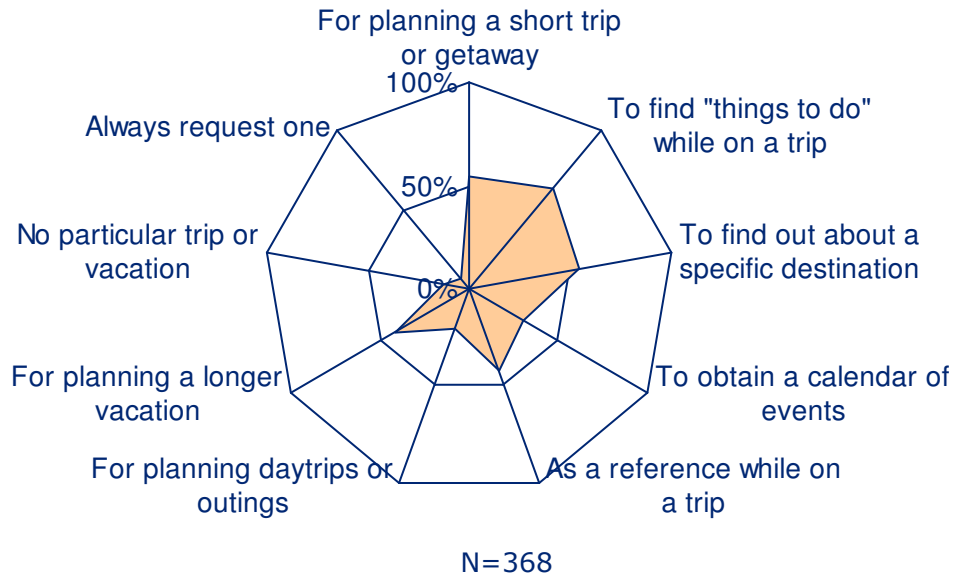 For planning a short trip
or getaway
100%
To find "things to do"
while on a trip
Always request one
50%
No particular trip or
vacation
To find out about a
specific destination
0%
For planning a longer
vacation
To obtain a calendar of
events
For planning daytrips or
outings
As a reference while on
a trip
N=368